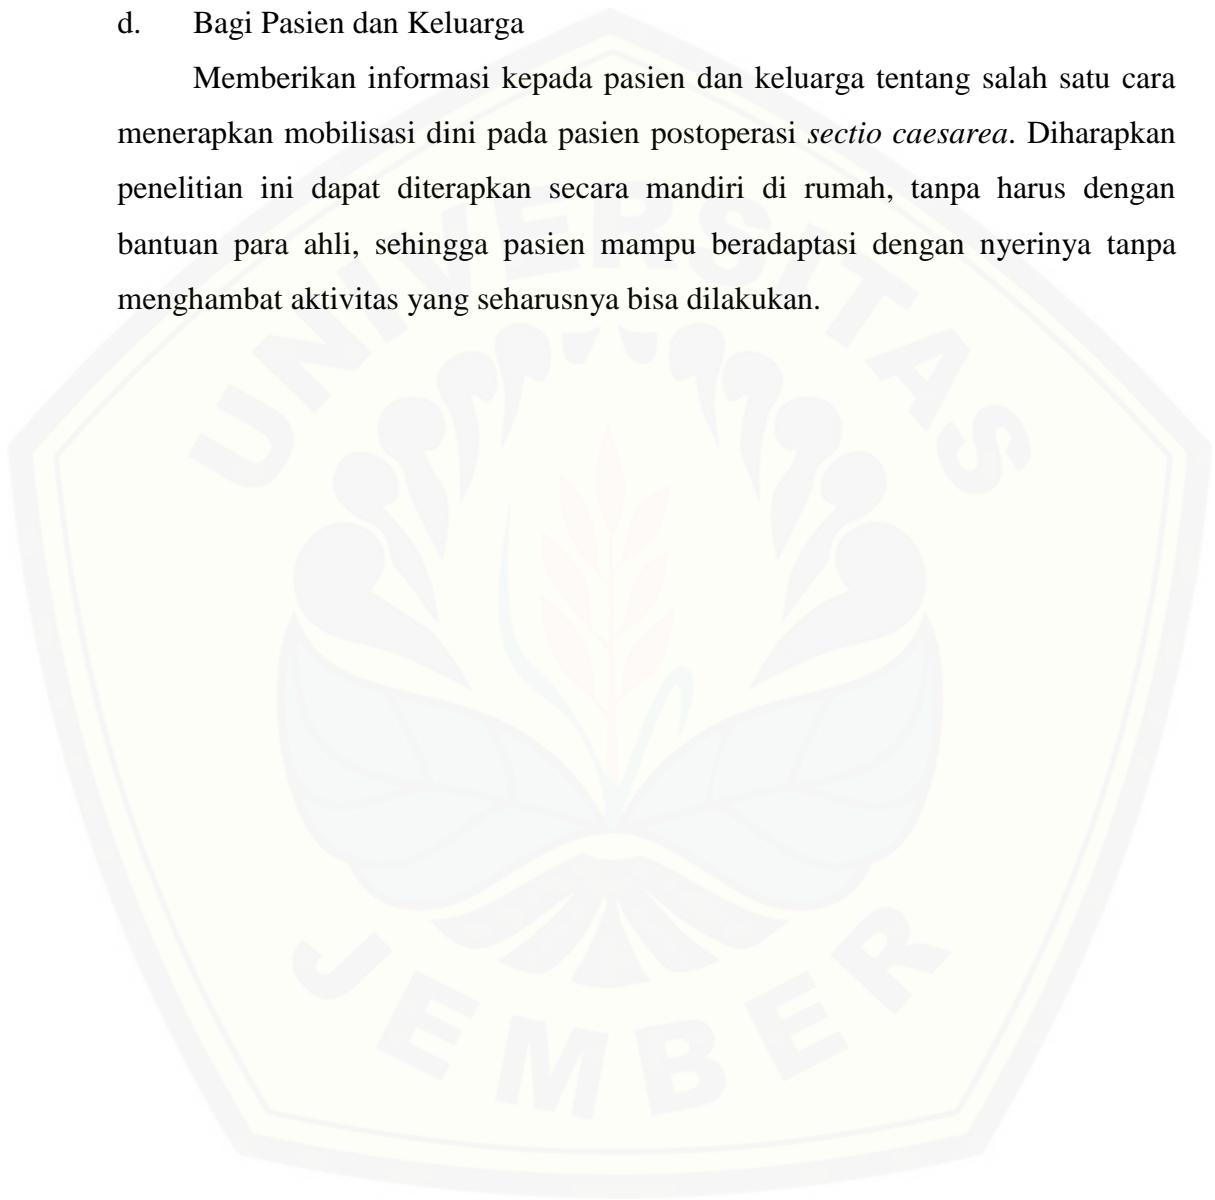 d. Bagi Pasien dan Keluarga
Memberikan informasi kepada pasien dan keluarga tentang salah satu cara
menerapkan mobilisasi dini pada pasien postoperasi sectio caesarea. Diharapkan
penelitian ini dapat diterapkan secara mandiri di rumah, tanpa harus dengan
bantuan para ahli, sehingga pasien mampu beradaptasi dengan nyerinya tanpa
menghambat aktivitas yang seharusnya bisa dilakukan.
UNIVERSITAS
JEMBER